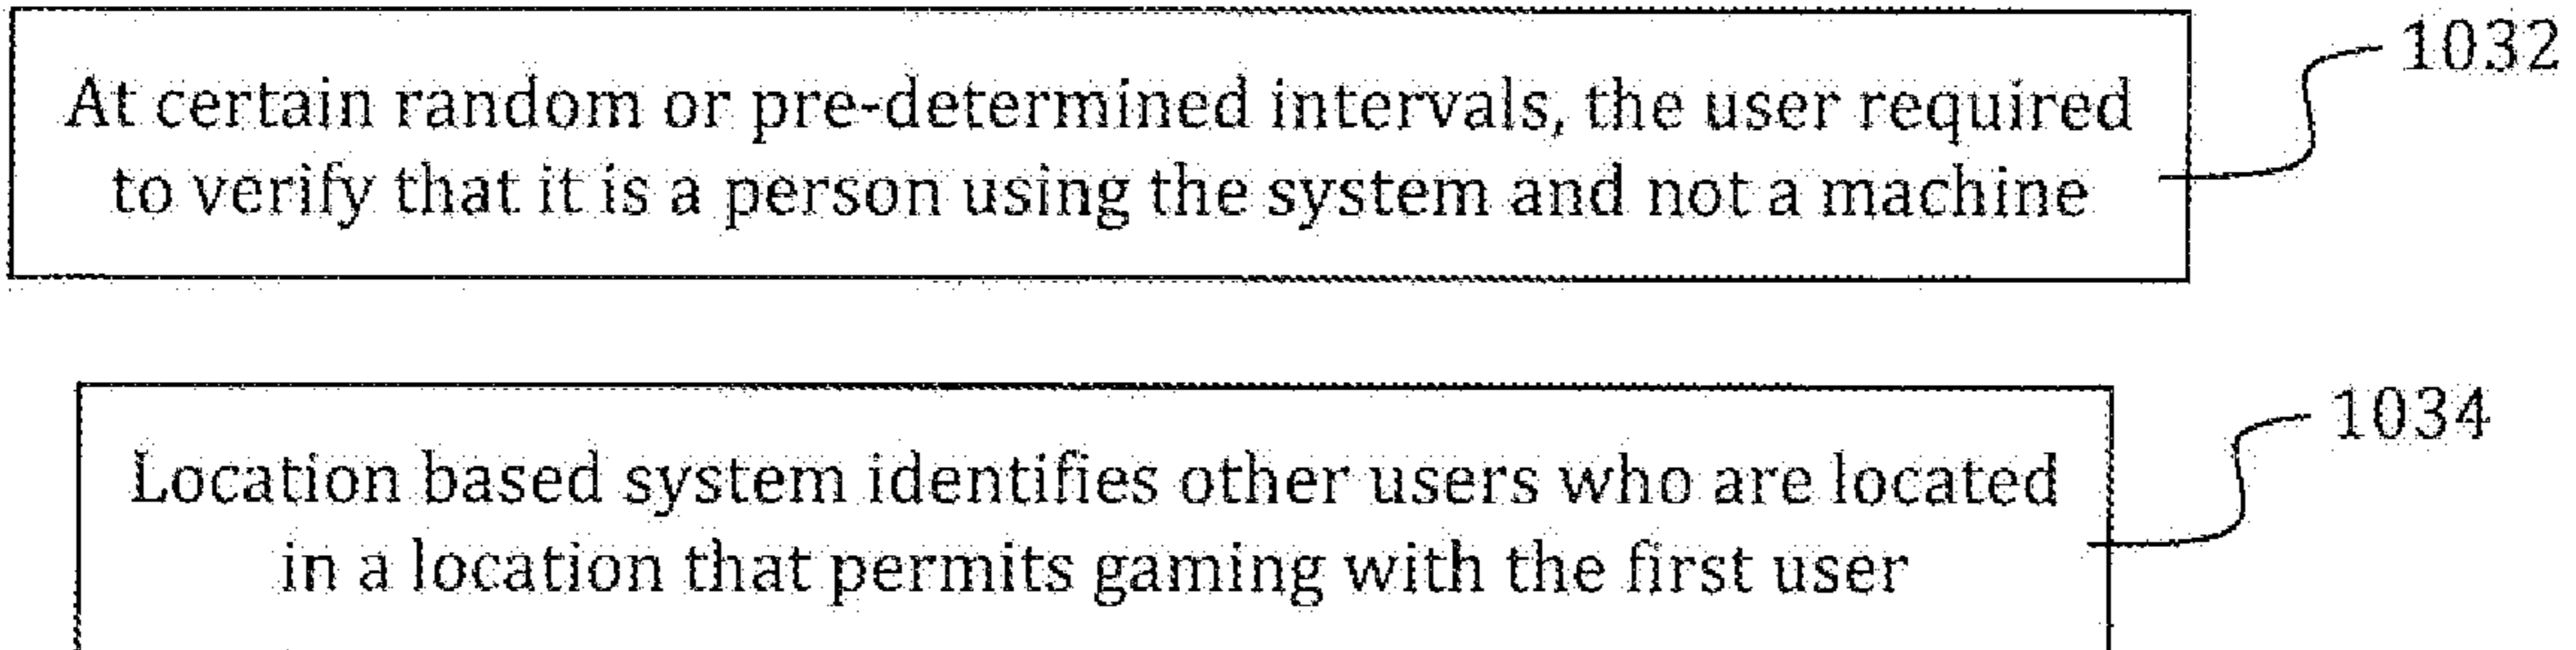 At certain random or pre-determined intervals, the user required
to verify that it is a person using the system and not a machine
1032
Location based system identifies other users who are located
in a location that permits gaming with the first user
1034